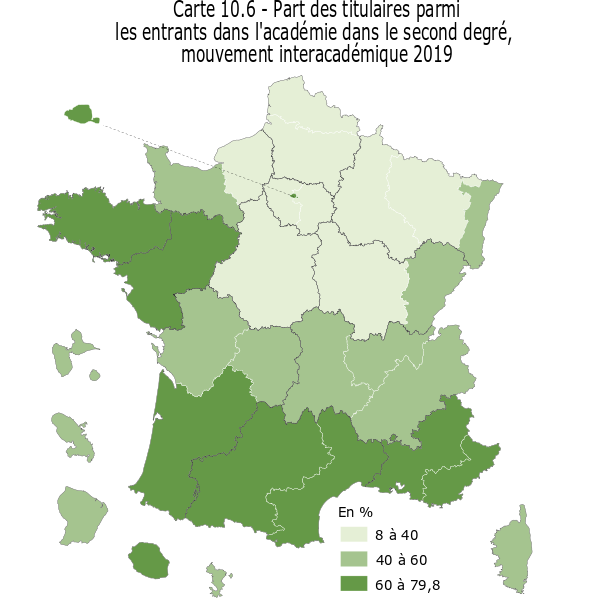 Carte 10.6 - Part des titulaires parmi
les entrants dans l'académie dans le second degré,
mouvement interacadémique 2019
En %
8 à 40
40 à 60
60 à 79,8